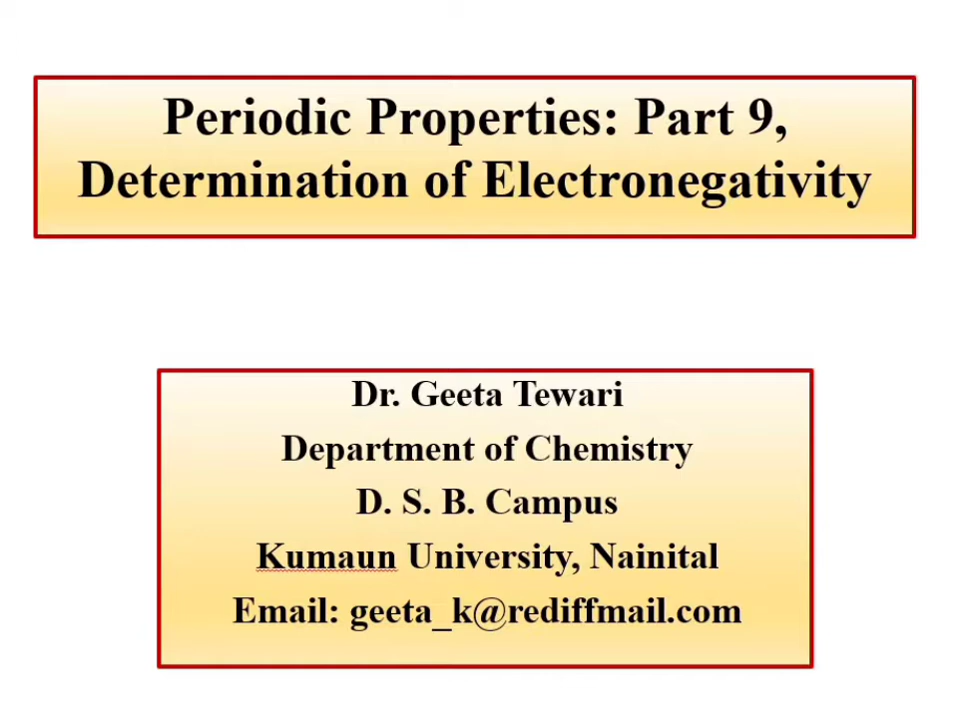 Periodic Properties: Part 9,
Determination of Electronegativity
Dr. Geeta Tewari
Department of Chemistry
D. S. B. Campus
Kumaun University, Nainital
Email: geeta_k@rediffmail.com